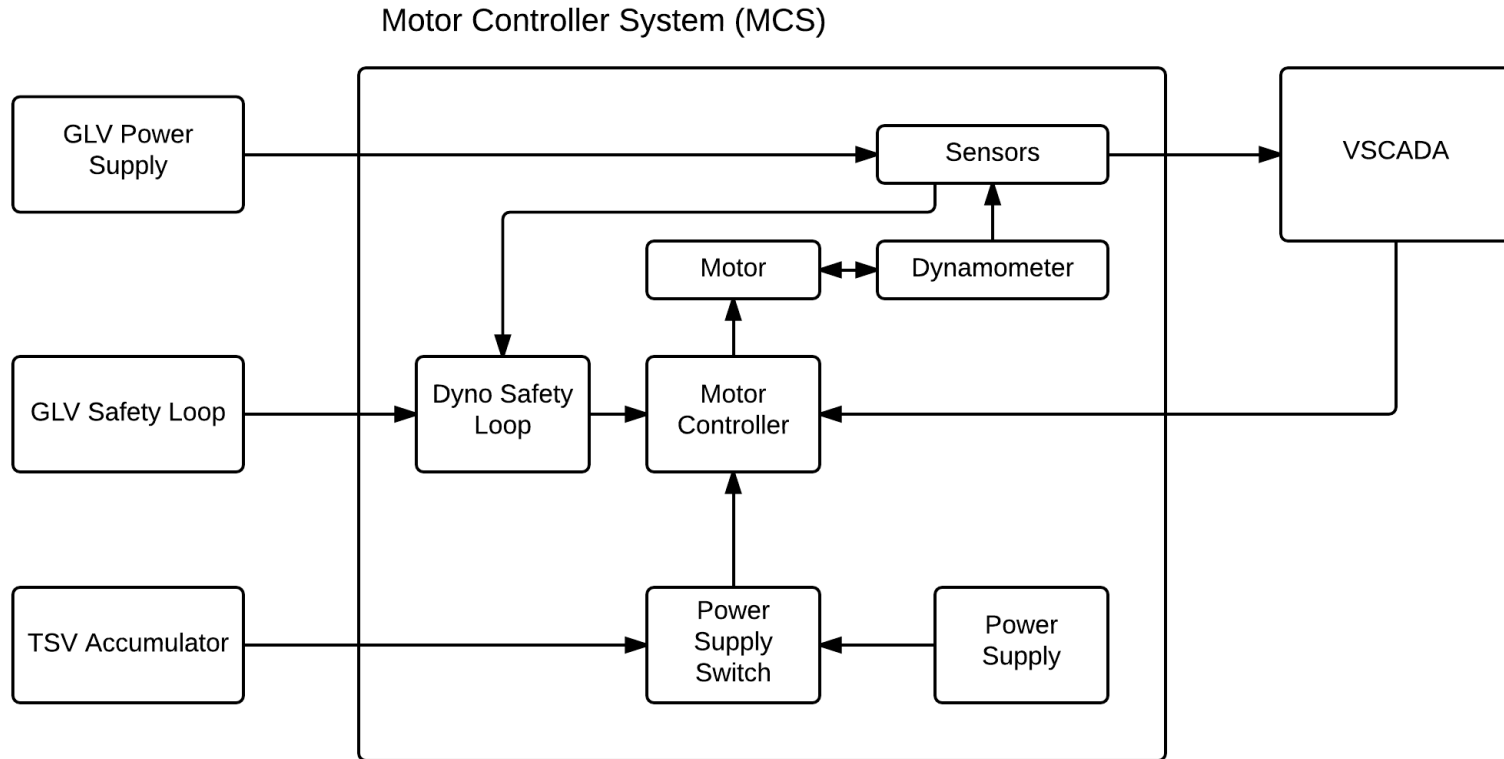 Motor Controller System (MCS)
GLV Power
Supply
Sensors
VSCADA
Motor
Dynamometer
GLV Safety Loop
Dyno Safety
Loop
Motor
Controller
TSV Accumulator
Power
Supply
Switch
Power
Supply